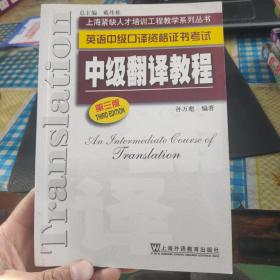 总主编 戴炜栋
上海紧缺人才培训工程教学系列丛书
英语中级口译资格证书考试
中级翻译教程
第三版
THIRD EDITION
孙万彪 编著
An Intermediate Course of
Translation
Translation
上海外语教育出版社